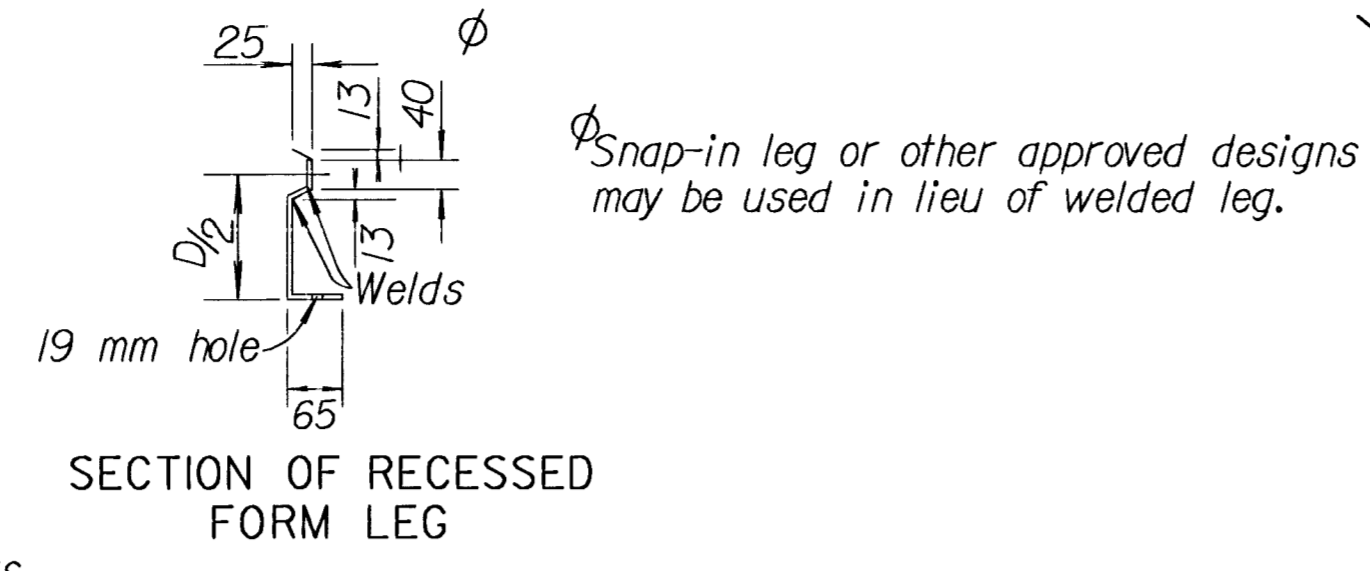 25
ϕ
13
40
ϕ Snap-in leg or other approved designs
may be used in lieu of welded leg.
D/2
13
Welds
19 mm hole
65
SECTION OF RECESSED
FORM LEG